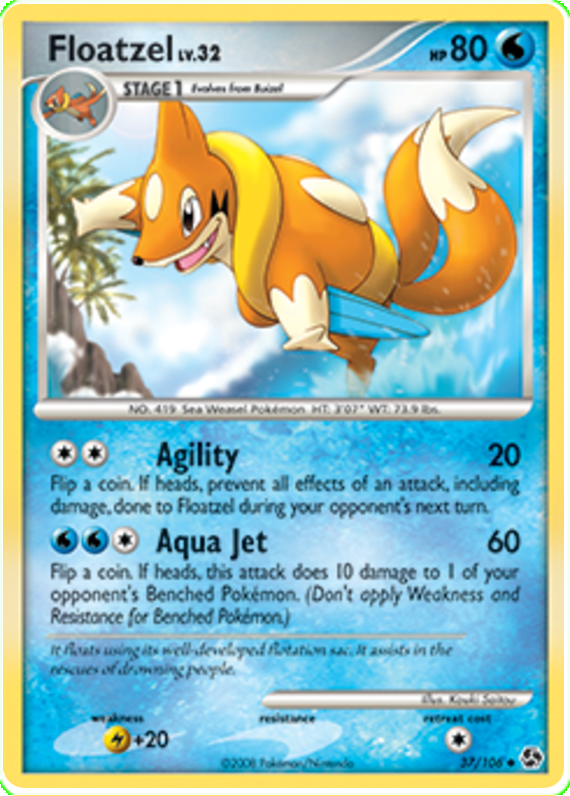 Floatzel LV.32 HP 80
STAGE 1 Evolves from Buizel
NO. 419 Sea Weasel Pokémon HT: 3'07" WT: 73.9 lbs.
Agility 20
Flip a coin. If heads, prevent all effects of an attack, including
damage, done to Floatzel during your opponent's next turn.
Aqua Jet 60
Flip a coin. If heads, this attack does 10 damage to 1 of your
opponent's Benched Pokémon. (Don't apply Weakness and
Resistance for Benched Pokémon.)
It floats using its well-developed flotation sac. It assists in the
rescues of drowning people.
Illus. Kouki Saitou
weakness resistance retreat cost
+20
©2008 Pokémon/Nintendo 37/106